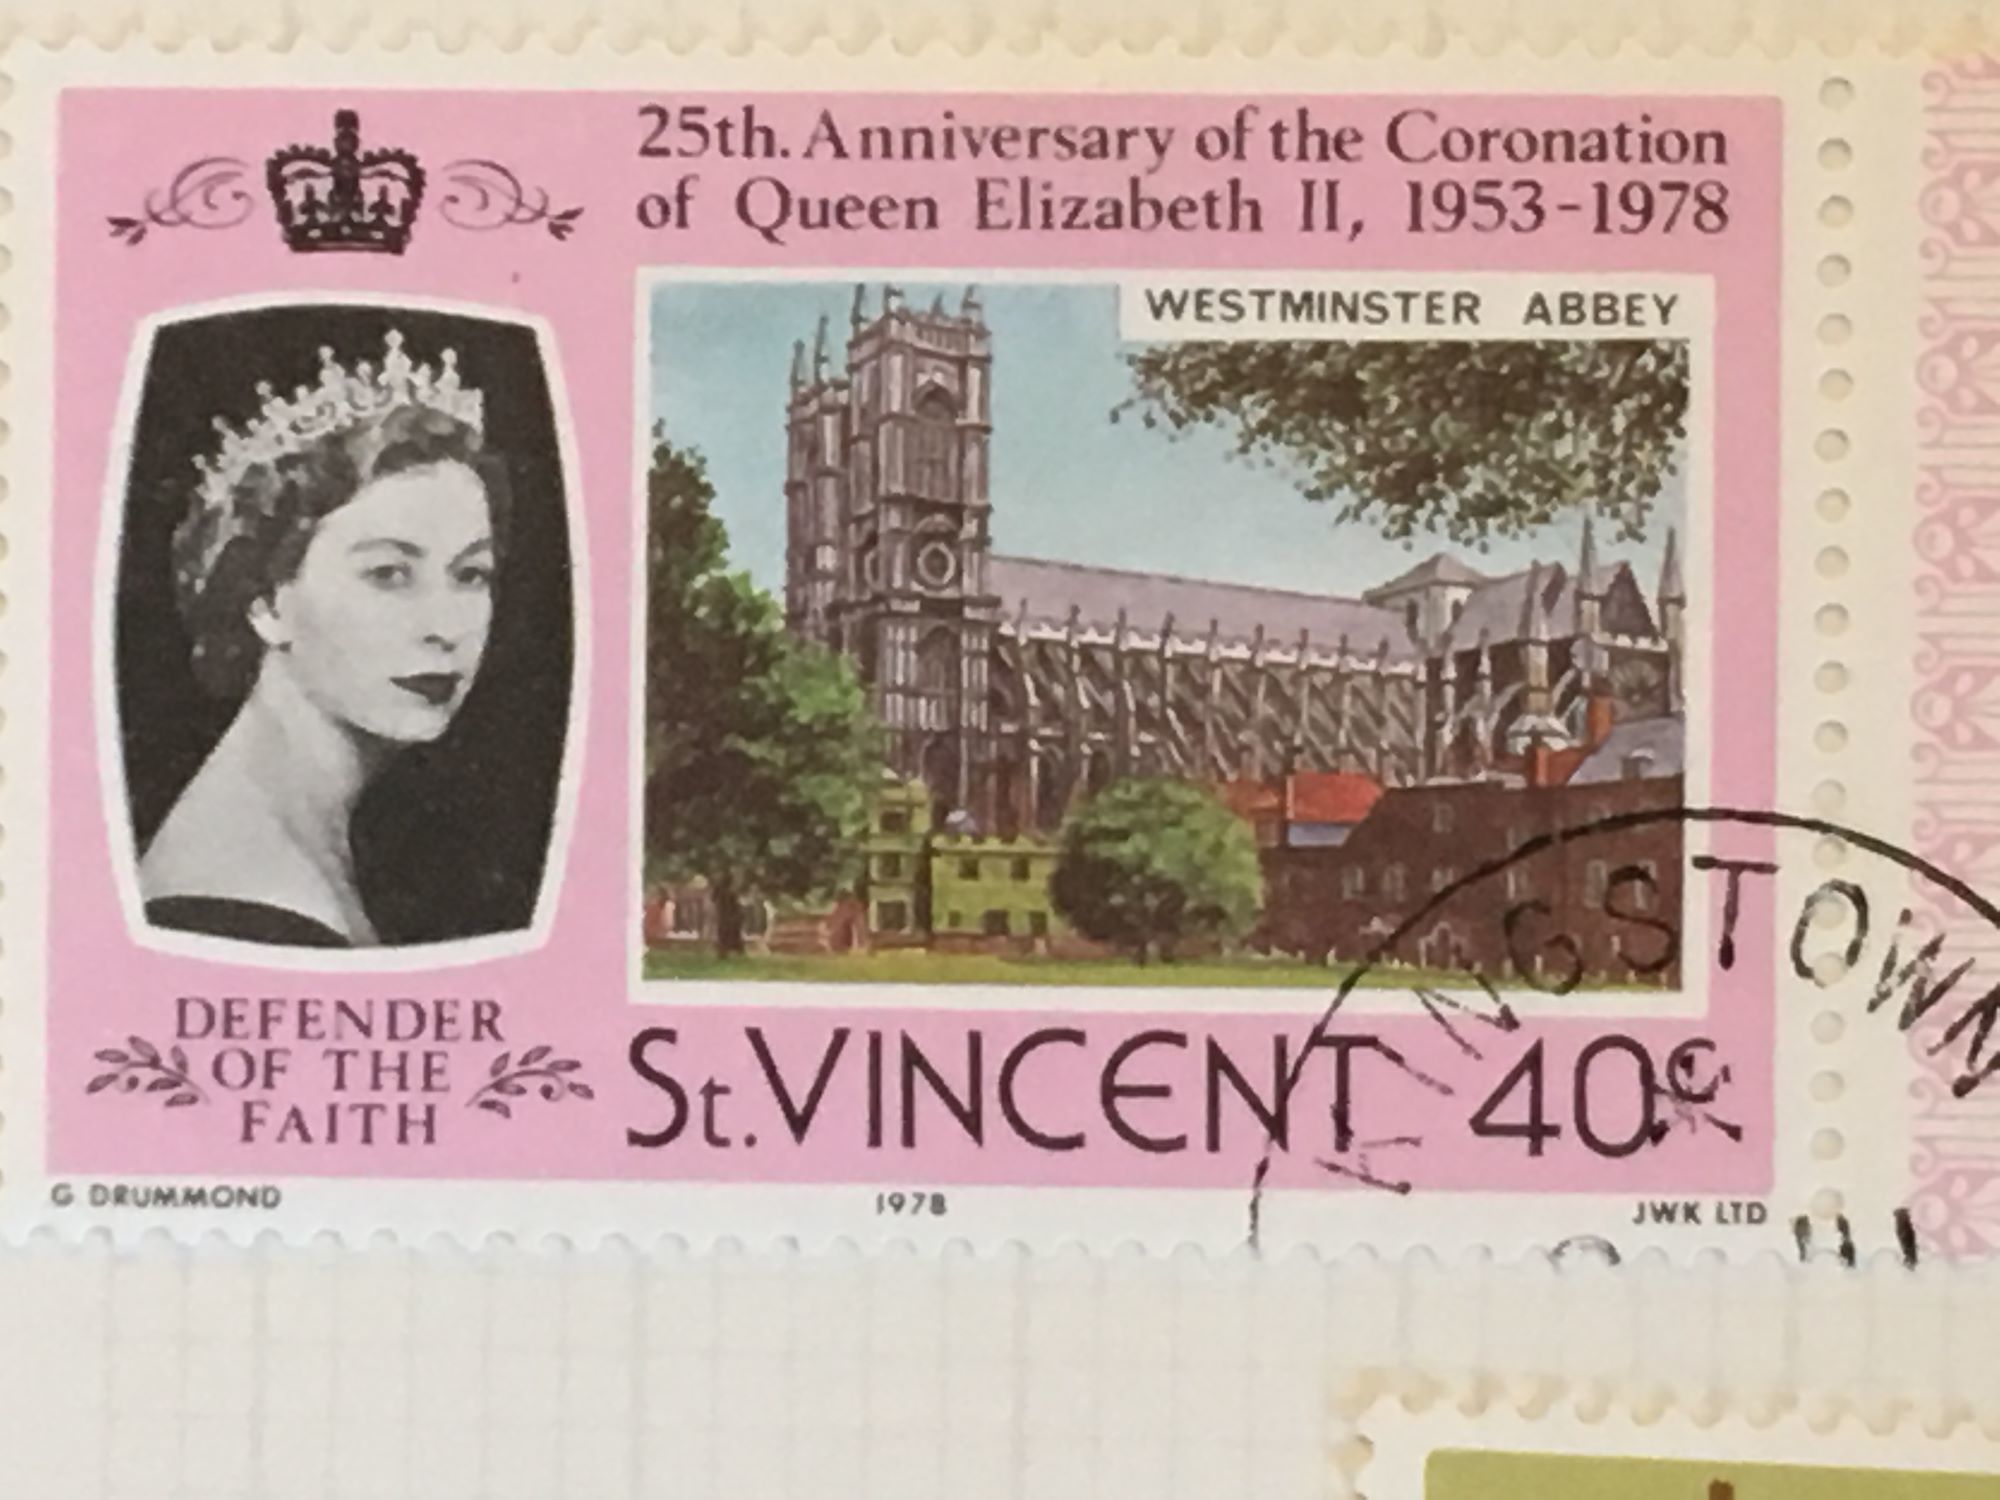 25th. Anniversary of the Coronation
of Queen Elizabeth II, 1953-1978
WESTMINSTER ABBEY
DEFENDER
OF THE
FAITH
St. VINCENT 40c
KINGSTOWN
G DRUMMOND
1978
JWK LTD